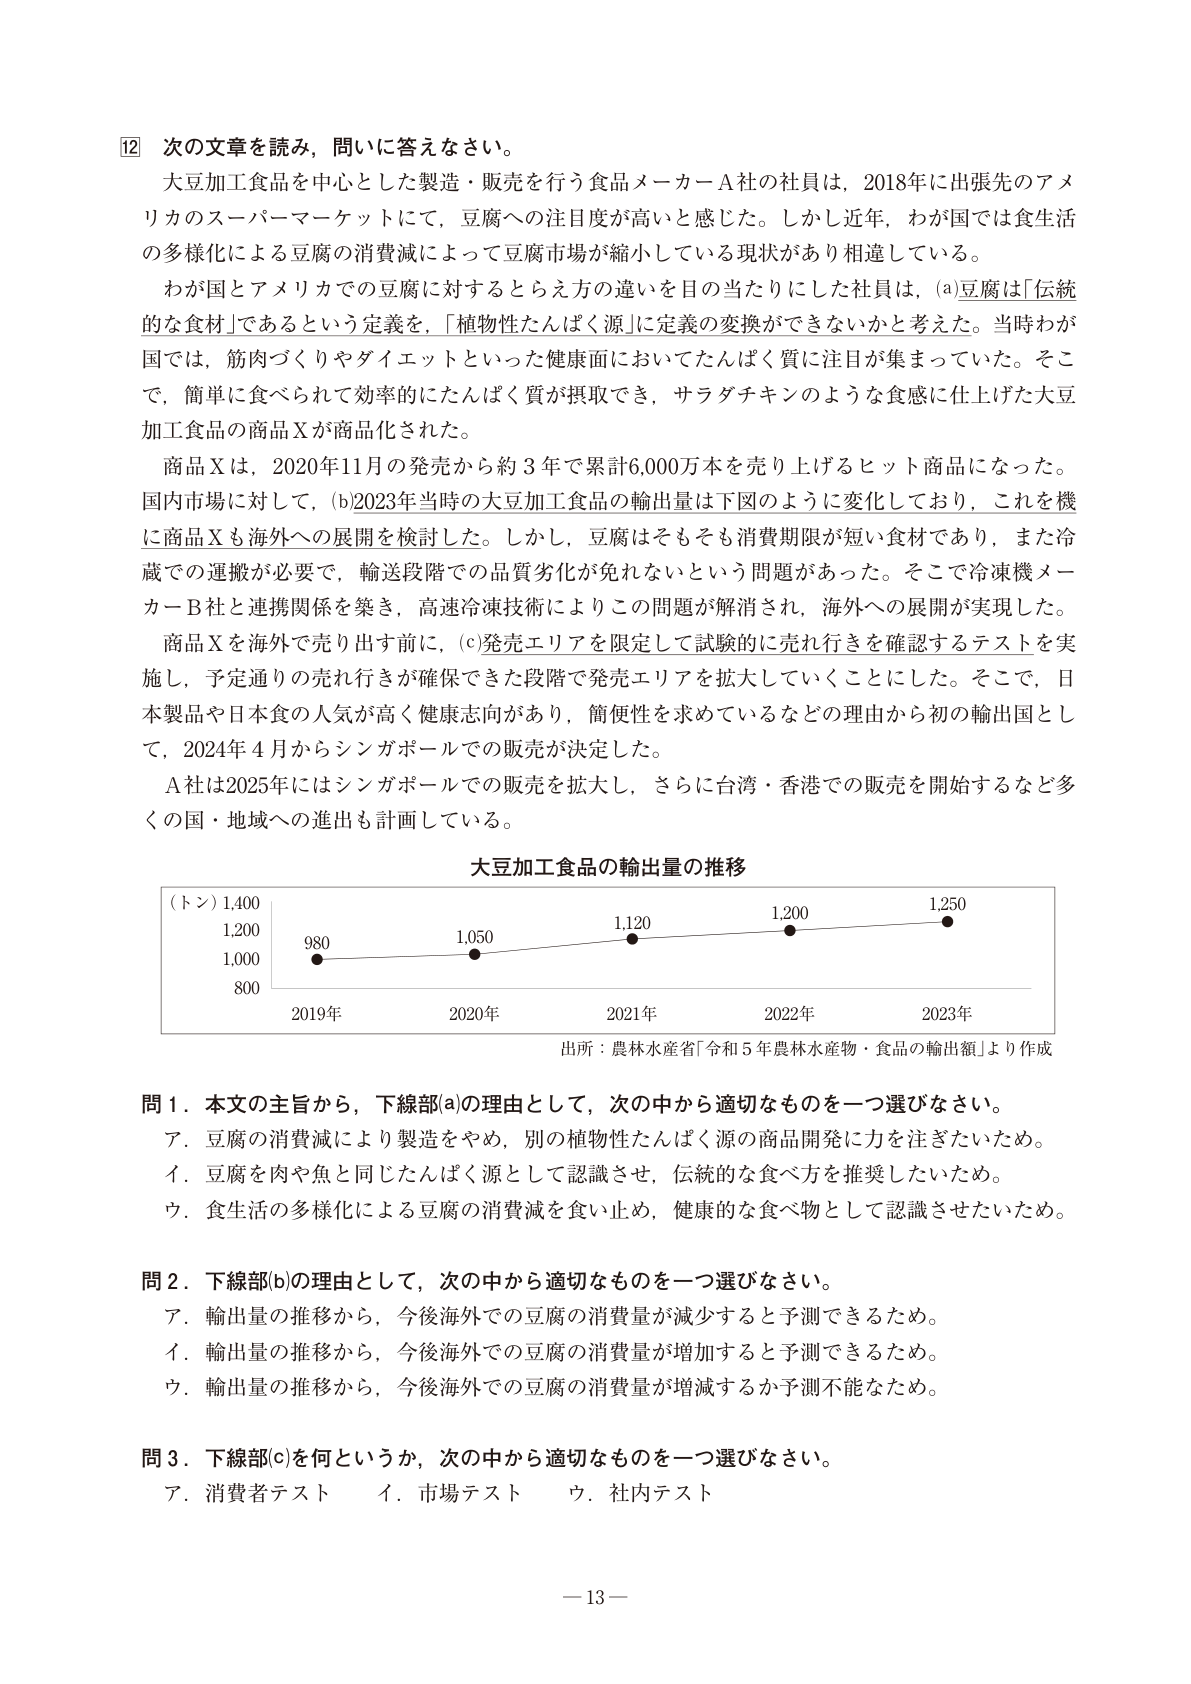 12　次の文章を読み，問いに答えなさい。
大豆加工食品を中心とした製造・販売を行う食品メーカーＡ社の社員は，2018年に出張先のアメ
リカのスーパーマーケットにて，豆腐への注目度が高いと感じた。しかし近年，わが国では食生活
の多様化による豆腐の消費減によって豆腐市場が縮小している現状があり相違している。
わが国とアメリカでの豆腐に対するとらえ方の違いを目の当たりにした社員は，(a)豆腐は「伝統
的な食材」であるという定義を，「植物性たんぱく源」に定義の変換ができないかと考えた。当時わが
国では，筋肉づくりやダイエットといった健康面においてたんぱく質に注目が集まっていた。そこ
で，簡単に食べられて効率的にたんぱく質が摂取でき，サラダチキンのような食感に仕上げた大豆
加工食品の商品Ｘが商品化された。
商品Ｘは，2020年11月の発売から約３年で累計6,000万本を売り上げるヒット商品になった。
国内市場に対して，(b)2023年当時の大豆加工食品の輸出量は下図のように変化しており，これを機
に商品Ｘも海外への展開を検討した。しかし，豆腐はそもそも消費期限が短い食材であり，また冷
蔵での運搬が必要で，輸送段階での品質劣化が免れないという問題があった。そこで冷凍機メー
カーＢ社と連携関係を築き，高速冷凍技術によりこの問題が解消され，海外への展開が実現した。
商品Ｘを海外で売り出す前に，(c)発売エリアを限定して試験的に売れ行きを確認するテストを実
施し，予定通りの売れ行きが確保できた段階で発売エリアを拡大していくことにした。そこで，日
本製品や日本食の人気が高く健康志向があり，簡便性を求めているなどの理由から初の輸出国とし
て，2024年４月からシンガポールでの販売が決定した。
Ａ社は2025年にはシンガポールでの販売を拡大し，さらに台湾・香港での販売を開始するなど多
くの国・地域への進出も計画している。
大豆加工食品の輸出量の推移
（トン）1,400
1,200
1,000
800
980
1,050
1,120
1,200
1,250
2019年　2020年　2021年　2022年　2023年
出所：農林水産省「令和５年農林水産物・食品の輸出額」より作成
問１．本文の主旨から，下線部(a)の理由として，次の中から適切なものを一つ選びなさい。
ア．豆腐の消費減により製造をやめ，別の植物性たんぱく源の商品開発に力を注ぎたいため。
イ．豆腐を肉や魚と同じたんぱく源として認識させ，伝統的な食べ方を推奨したいため。
ウ．食生活の多様化による豆腐の消費減を食い止め，健康的な食べ物として認識させたいため。
問２．下線部(b)の理由として，次の中から適切なものを一つ選びなさい。
ア．輸出量の推移から，今後海外での豆腐の消費量が減少すると予測できるため。
イ．輸出量の推移から，今後海外での豆腐の消費量が増加すると予測できるため。
ウ．輸出量の推移から，今後海外での豆腐の消費量が増減するか予測不能なため。
問３．下線部(c)を何というか，次の中から適切なものを一つ選びなさい。
ア．消費者テスト　　イ．市場テスト　　ウ．社内テスト
― 13 ―